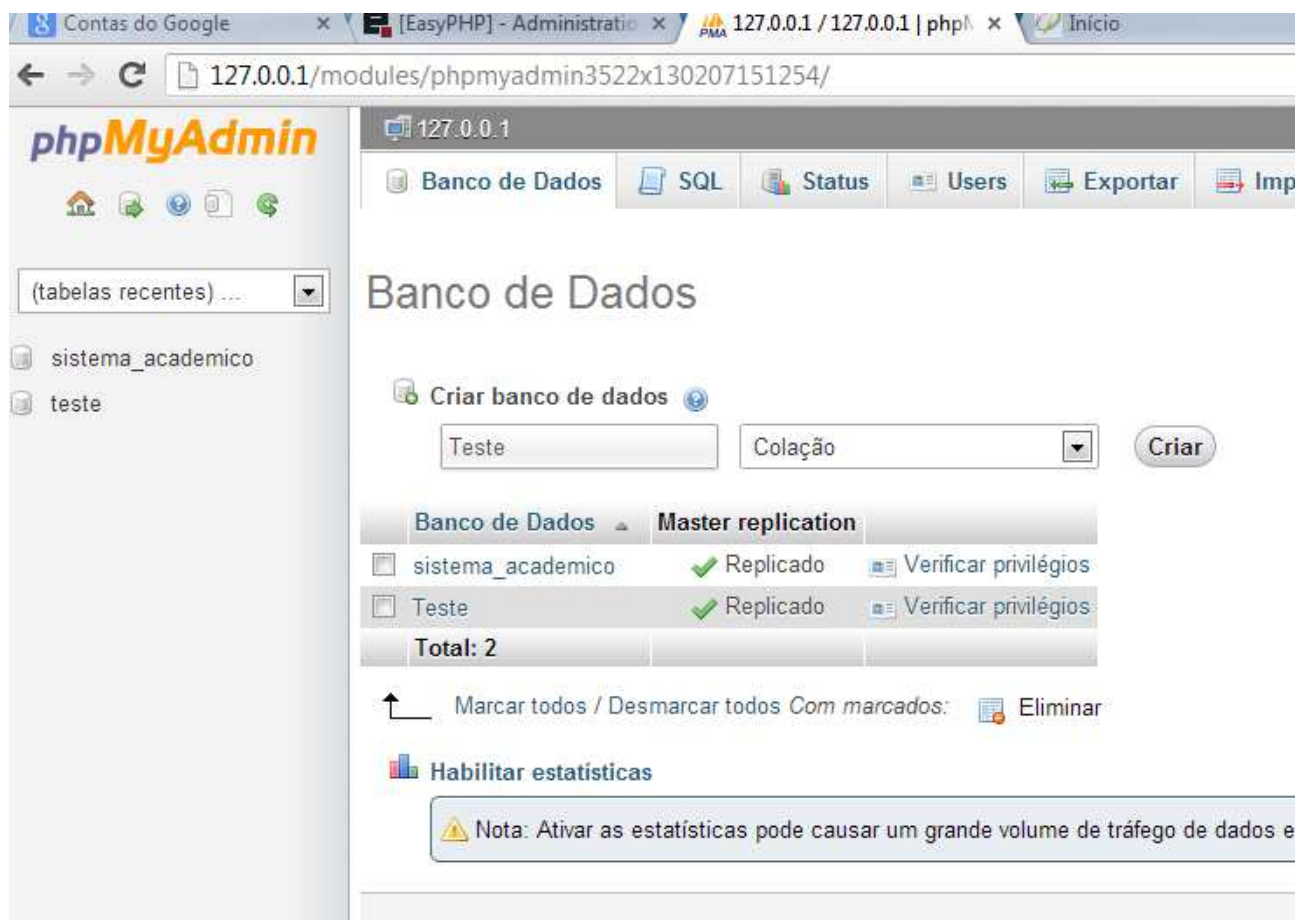 Contas do Google × [EasyPHP] - Administratio × 127.0.0.1 / 127.0.0.1 | phpM × Início
127.0.0.1/modules/phpmyadmin3522x130207151254/
phpMyAdmin
127.0.0.1
Banco de Dados SQL Status Users Exportar Imp
(tabelas recentes) ...
sistema_academico
teste
Banco de Dados
Criar banco de dados
Teste Colação Criar
Banco de Dados Master replication
sistema_academico Replicado Verificar privilégios
Teste Replicado Verificar privilégios
Total: 2
Marcar todos / Desmarcar todos Com marcados: Eliminar
Habilitar estatísticas
Nota: Ativar as estatísticas pode causar um grande volume de tráfego de dados e